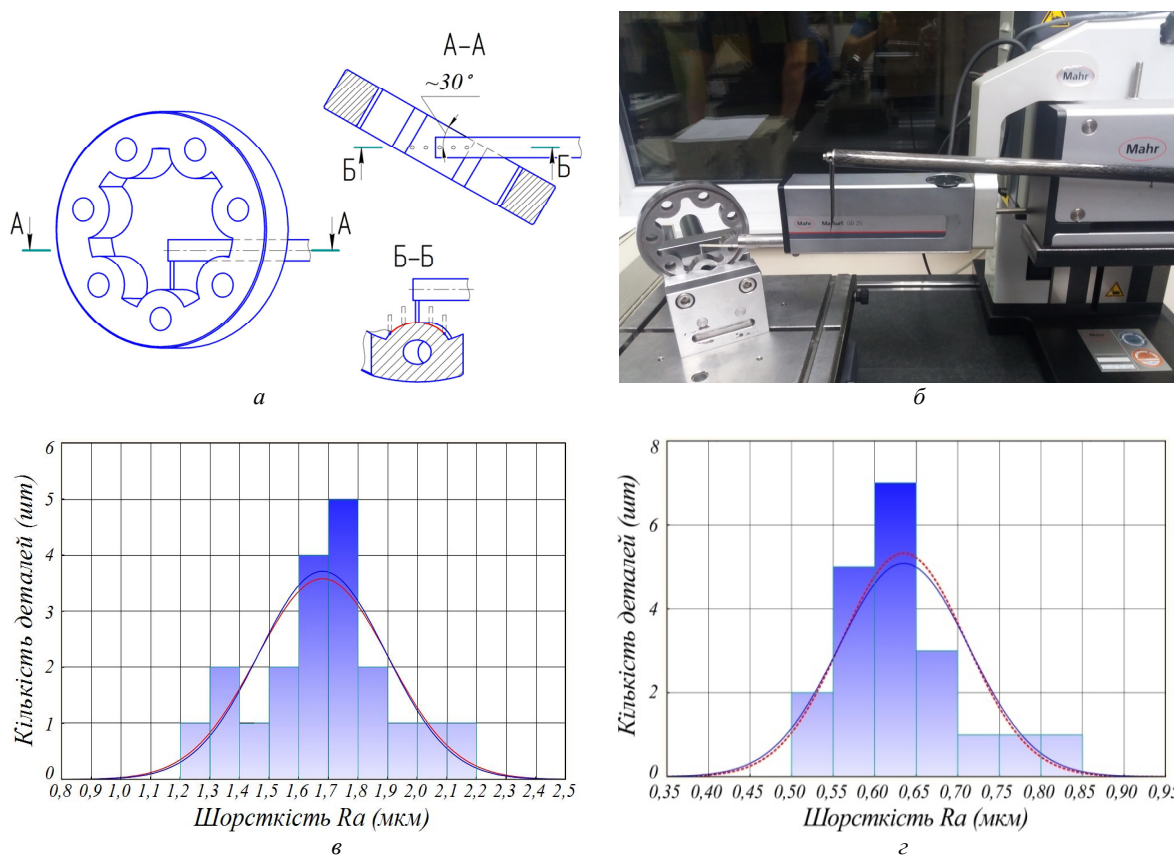 А–А
~30°
Б
Б
А
А
Б–Б
а
Mahr
Mahr
Mahr
Mahr
б
Кількість деталей (шт)
6
5
4
3
2
1
0
0,8 0,9 1,0 1,1 1,2 1,3 1,4 1,5 1,6 1,7 1,8 1,9 2,0 2,1 2,2 2,3 2,4 2,5
Шорсткість Ra (мкм)
в
Кількість деталей (шт)
8
6
4
2
0
0,35 0,40 0,45 0,50 0,55 0,60 0,65 0,70 0,75 0,80 0,85 0,90 0,95
Шорсткість Ra (мкм)
г